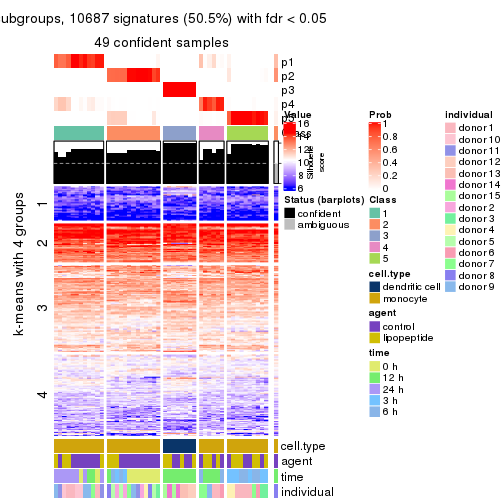 ubgroups, 10687 signatures (50.5%) with fdr < 0.05
49 confident samples
p1
p2
p3
p4
1
2
3
4
k-means with 4 groups
cell.type
agent
time
individual
Value
16
14
12
10
8
6
Silhouette
score
Status (barplots)
confident
ambiguous
Prob
1
0.8
0.6
0.4
0.2
0
Class
1
2
3
4
5
cell.type
dendritic cell
monocyte
agent
control
lipopeptide
time
0 h
12 h
24 h
3 h
6 h
individual
donor 1
donor 10
donor 11
donor 12
donor 13
donor 14
donor 15
donor 2
donor 3
donor 4
donor 5
donor 6
donor 7
donor 8
donor 9